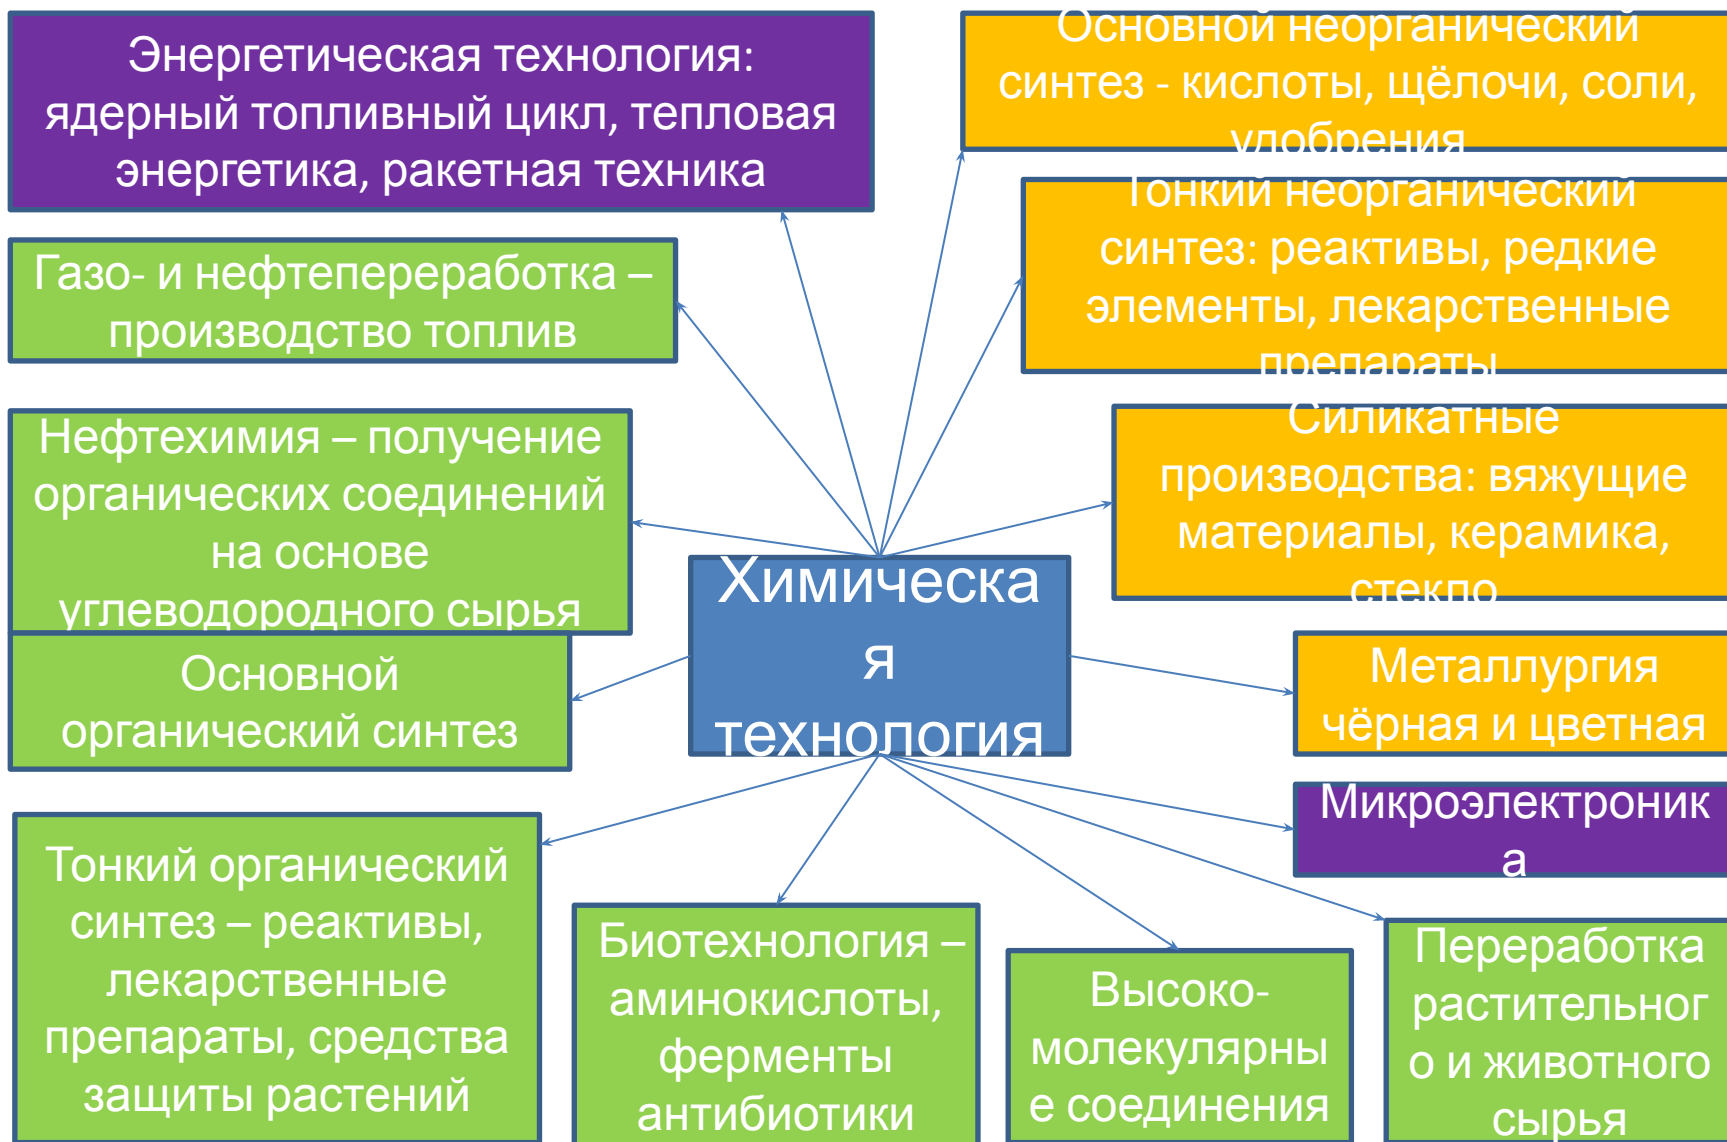 Энергетическая технология:
ядерный топливный цикл, тепловая
энергетика, ракетная техника
Основной неорганический
синтез - кислоты, щёлочи, соли,
удобрения
Газо- и нефтепереработка –
производство топлив
Тонкий неорганический
синтез: реактивы, редкие
элементы, лекарственные
препараты
Нефтехимия – получение
органических соединений
на основе
углеводородного сырья
Силикатные
производства: вяжущие
материалы, керамика,
стекло
Химическа
я
технология
Основной
органический синтез
Металлургия
чёрная и цветная
Микроэлектроник
а
Тонкий органический
синтез – реактивы,
лекарственные
препараты, средства
защиты растений
Биотехнология –
аминокислоты,
ферменты
антибиотики
Высоко-
молекулярны
е соединения
Переработка
растительног
о и животного
сырья